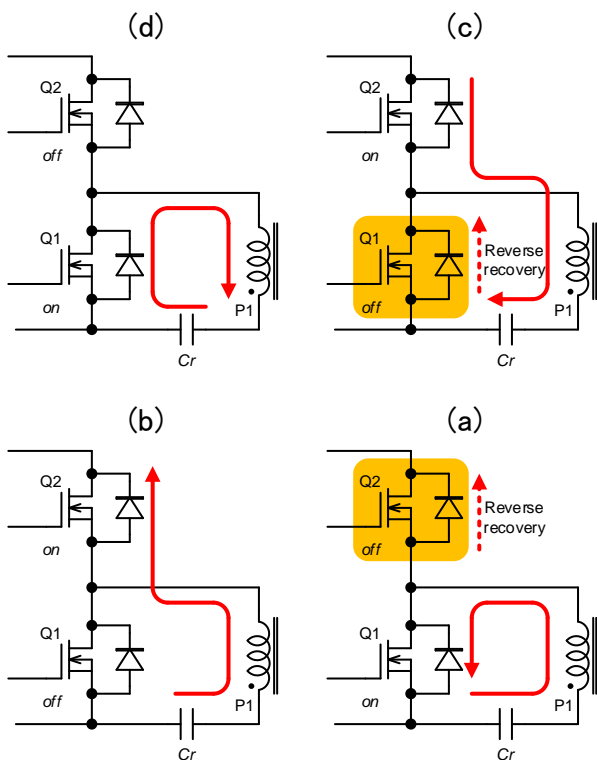 (d)
Q2
off
Q1
on
P1
Cr
(c)
Q2
on
Q1
off
Reverse
recovery
P1
Cr
(b)
Q2
on
Q1
off
P1
Cr
(a)
Q2
off
Reverse
recovery
Q1
on
P1
Cr